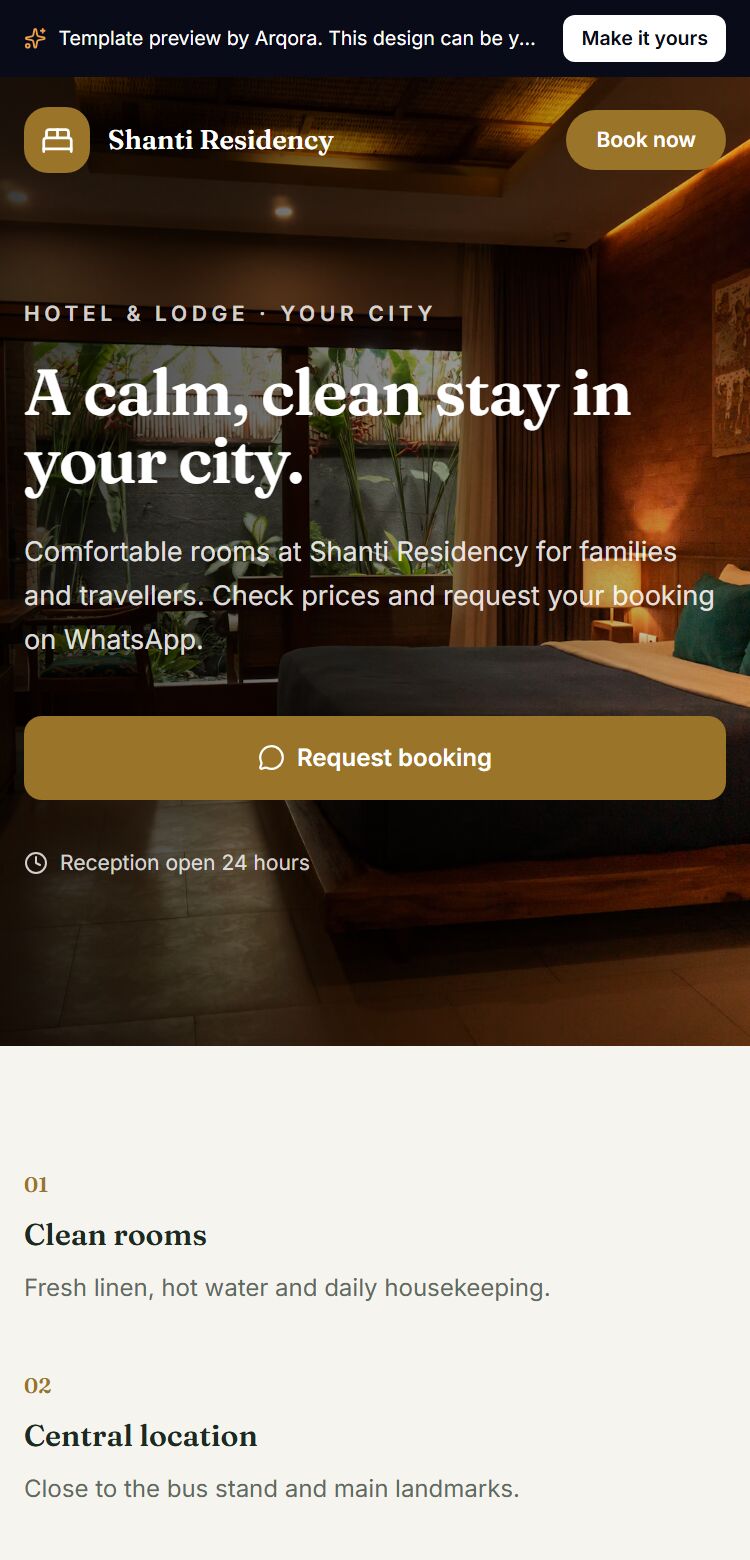 Template preview by Arqora. This design can be y...
Make it yours
Shanti Residency
Book now
HOTEL & LODGE · YOUR CITY
A calm, clean stay in
your city.
Comfortable rooms at Shanti Residency for families
and travellers. Check prices and request your booking
on WhatsApp.
Request booking
Reception open 24 hours
01
Clean rooms
Fresh linen, hot water and daily housekeeping.
02
Central location
Close to the bus stand and main landmarks.